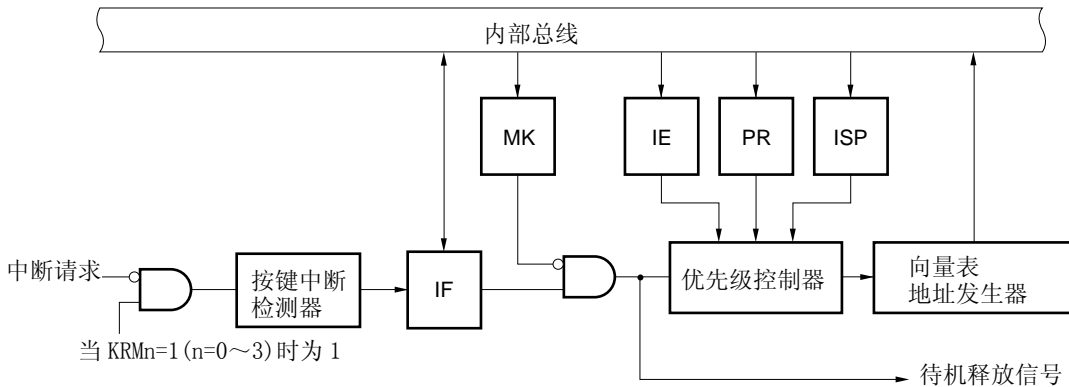 内部总线
MK
IE
PR
ISP
中断请求
按键中断
检测器
IF
优先级控制器
向量表
地址发生器
当 KRMn=1(n=0～3)时为 1
待机释放信号